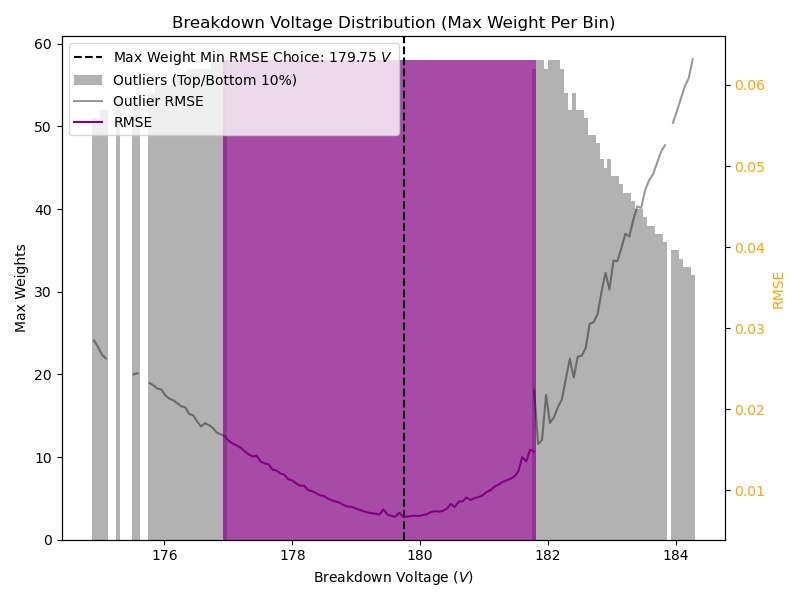 Breakdown Voltage Distribution (Max Weight Per Bin)
Max Weight Min RMSE Choice: 179.75 V
Outliers (Top/Bottom 10%)
Outlier RMSE
RMSE
60
50
40
30
20
10
0
Max Weights
0.06
0.05
0.04
0.03
0.02
0.01
RMSE
176
178
180
182
184
Breakdown Voltage (V)